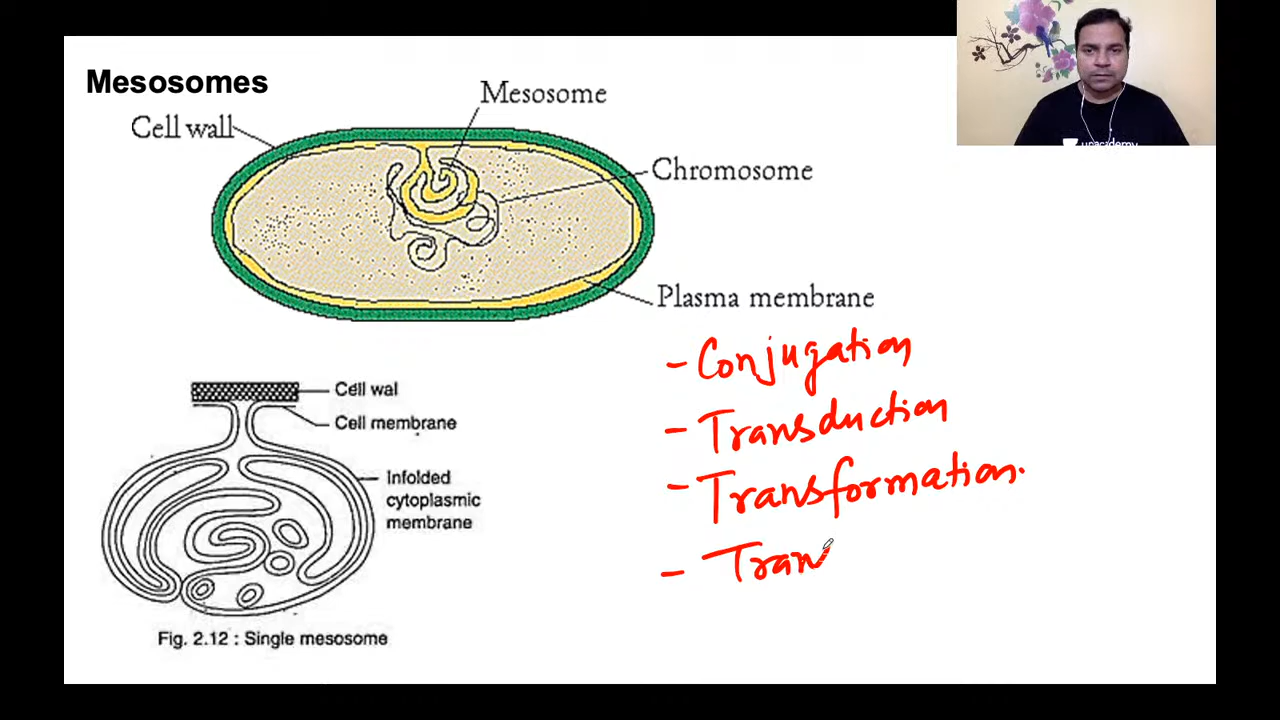 Mesosomes
Mesosome
Cell wall
Chromosome
Plasma membrane
- Conjugation
- Transduction
- Transformation.
- Tran
Cell wal
Cell membrane
Infolded
cytoplasmic
membrane
Fig. 2.12 : Single mesosome
unacademy